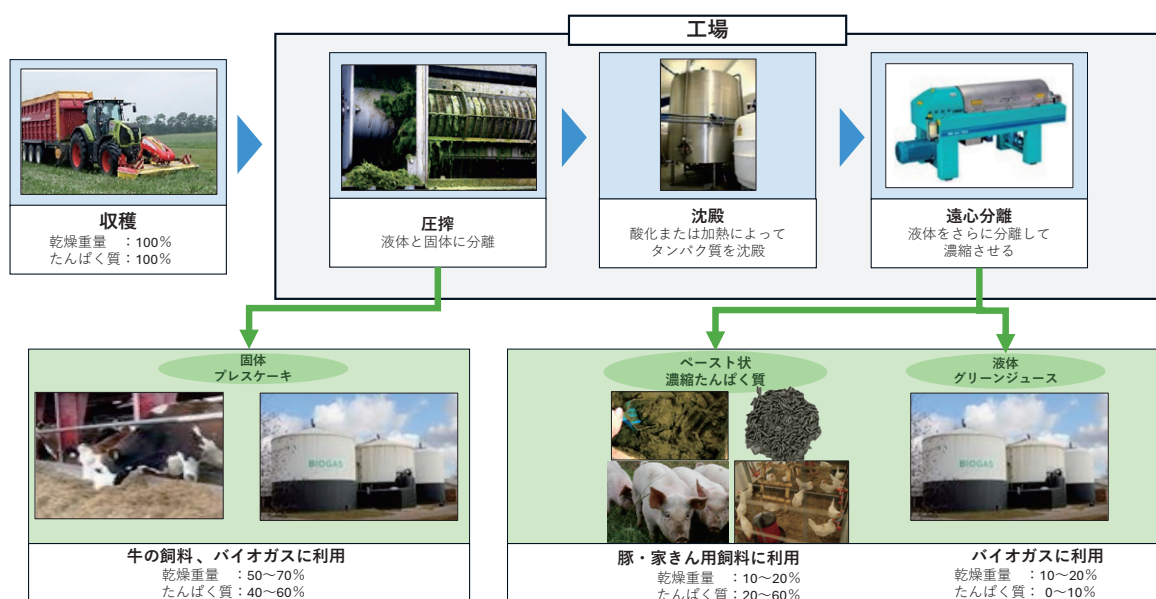 工場
収穫
乾燥重量　：100%
たんぱく質：100%
圧搾
液体と固体に分離
沈殿
酸化または加熱によって
タンパク質を沈殿
遠心分離
液体をさらに分離して
濃縮させる
固体
プレスケーキ
BIOGAS
牛の飼料、バイオガスに利用
乾燥重量　：50～70%
たんぱく質：40～60%
ペースト状
濃縮たんぱく質
豚・家きん用飼料に利用
乾燥重量　：10～20%
たんぱく質：20～60%
液体
グリーンジュース
BIOGAS
バイオガスに利用
乾燥重量　：10～20%
たんぱく質： 0～10%